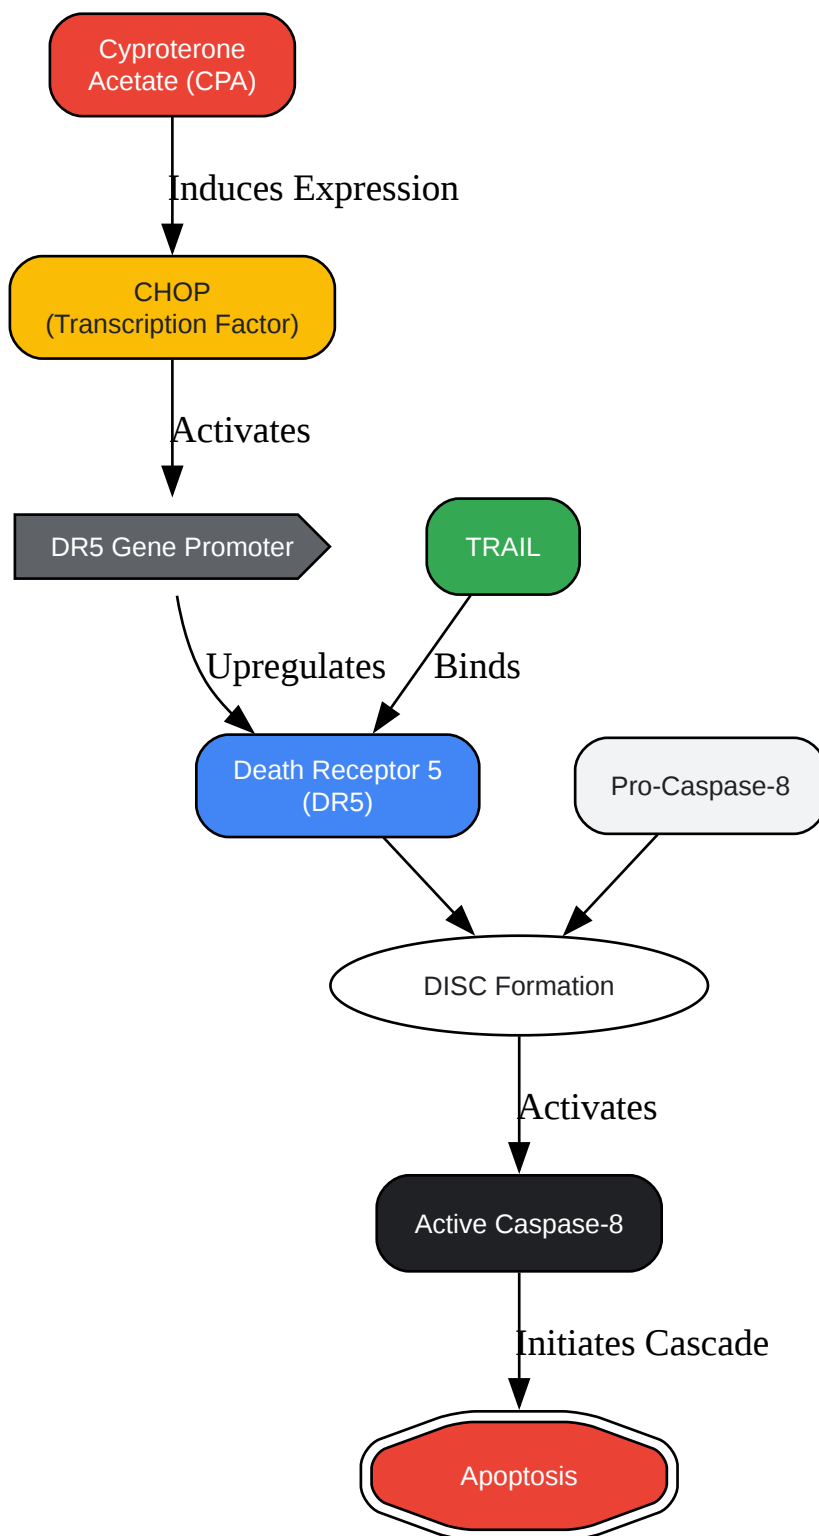 Cyproterone
Acetate (CPA)
Induces Expression
CHOP
(Transcription Factor)
Activates
DR5 Gene Promoter
TRAIL
Upregulates
Binds
Death Receptor 5
(DR5)
Pro-Caspase-8
DISC Formation
Activates
Active Caspase-8
Initiates Cascade
Apoptosis